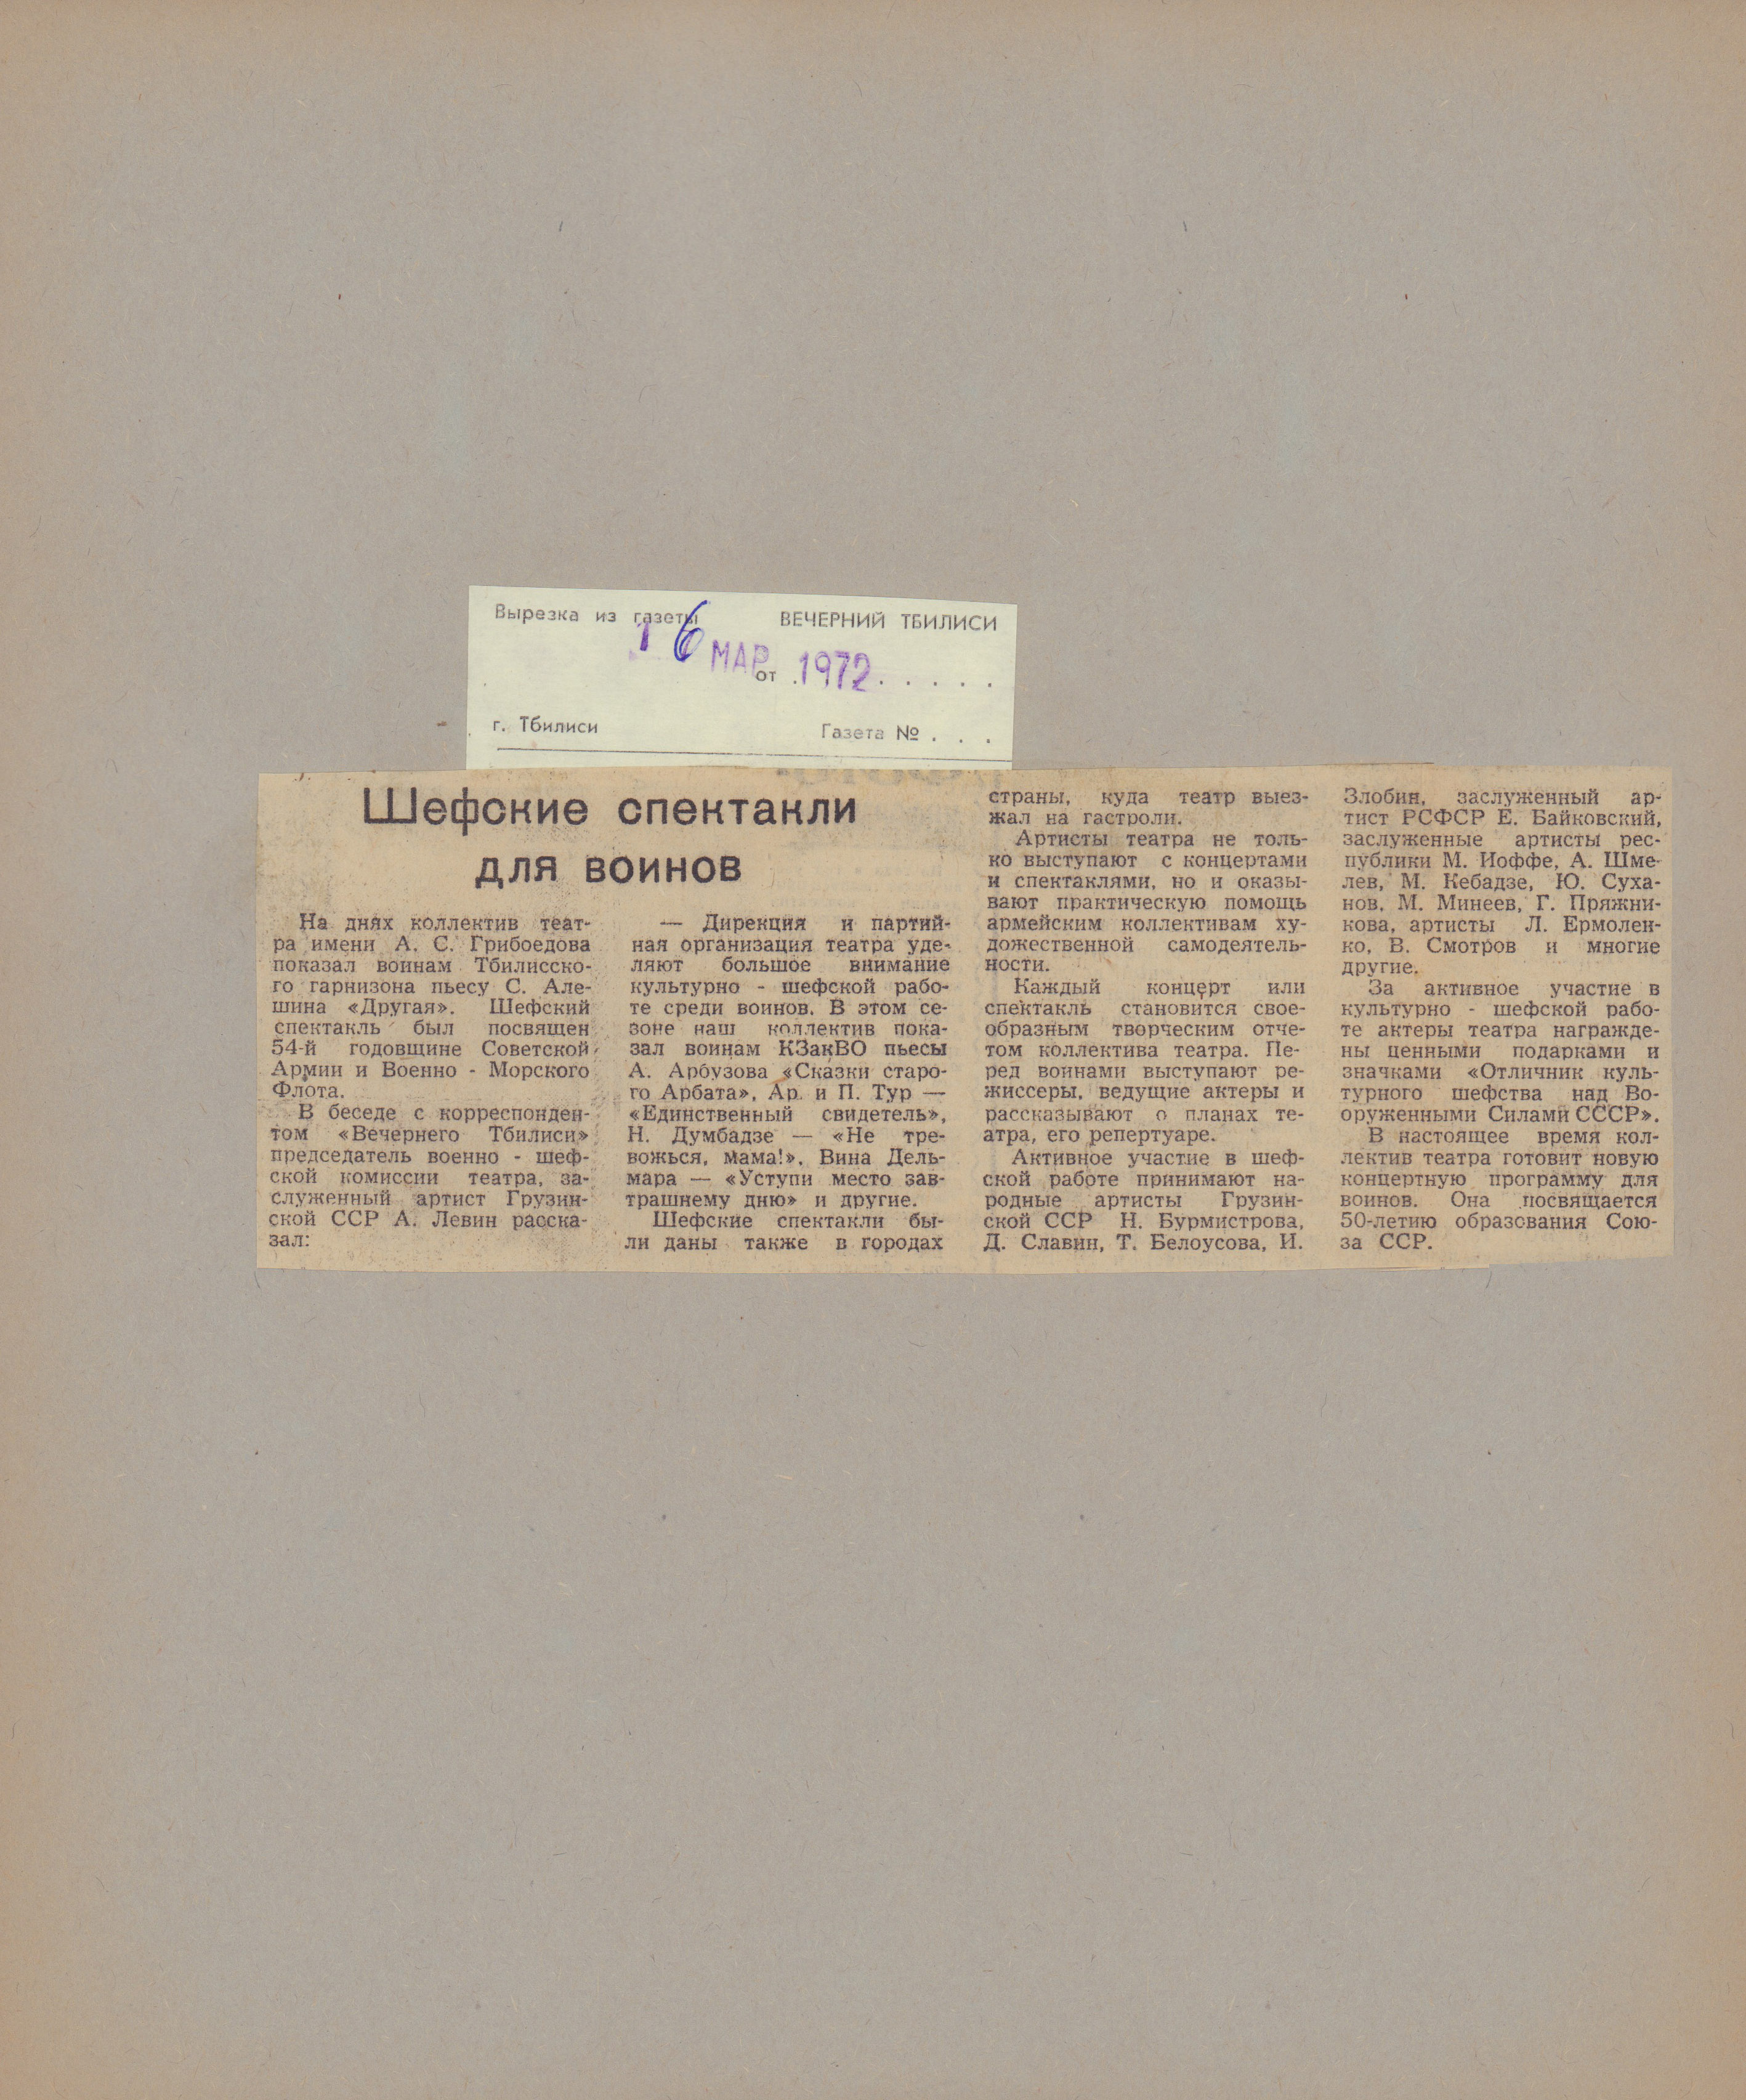 Вырезка из газеты ВЕЧЕРНИЙ ТБИЛИСИ
16 МАР от 1972 . . . . .
г. Тбилиси Газета № . . .
Шефские спектакли
для воинов
На днях коллектив теат-
ра имени А. С. Грибоедова
показал воинам Тбилисско-
го гарнизона пьесу С. Але-
шина «Другая». Шефский
спектакль был посвящен
54-й годовщине Советской
Армии и Военно - Морского
Флота.
В беседе с корреспонден-
том «Вечернего Тбилиси»
председатель военно - шеф-
ской комиссии театра, за-
служенный артист Грузин-
ской ССР А. Левин расска-
зал:
— Дирекция и партий-
ная организация театра уде-
ляют большое внимание
культурно - шефской рабо-
те среди воинов. В этом се-
зоне наш коллектив пока-
зал воинам КЗакВО пьесы
А. Арбузова «Сказки старо-
го Арбата», Ар. и П. Тур —
«Единственный свидетель»,
Н. Думбадзе — «Не тре-
вожься, мама!», Вина Дель-
мара — «Уступи место зав-
трашнему дню» и другие.
Шефские спектакли бы-
ли даны также в городах
страны, куда театр выез-
жал на гастроли.
Артисты театра не толь-
ко выступают с концертами
и спектаклями, но и оказы-
вают практическую помощь
армейским коллективам ху-
дожественной самодеятель-
ности.
Каждый концерт или
спектакль становится свое-
образным творческим отче-
том коллектива театра. Пе-
ред воинами выступают ре-
жиссеры, ведущие актеры и
рассказывают о планах те-
атра, его репертуаре.
Активное участие в шеф-
ской работе принимают на-
родные артисты Грузин-
ской ССР Н. Бурмистрова,
Д. Славин, Т. Белоусова, И.
Злобин, заслуженный ар-
тист РСФСР Е. Байковский,
заслуженные артисты рес-
публики М. Иоффе, А. Шме-
лев, М. Кебадзе, Ю. Суха-
нов, М. Минеев, Г. Пряжни-
кова, артисты Л. Ермолен-
ко, В. Смотров и многие
другие.
За активное участие в
культурно - шефской рабо-
те актеры театра награжде-
ны ценными подарками и
значками «Отличник куль-
турного шефства над Во-
оруженными Силами СССР».
В настоящее время кол-
лектив театра готовит новую
концертную программу для
воинов. Она посвящается
50-летию образования Сою-
за ССР.